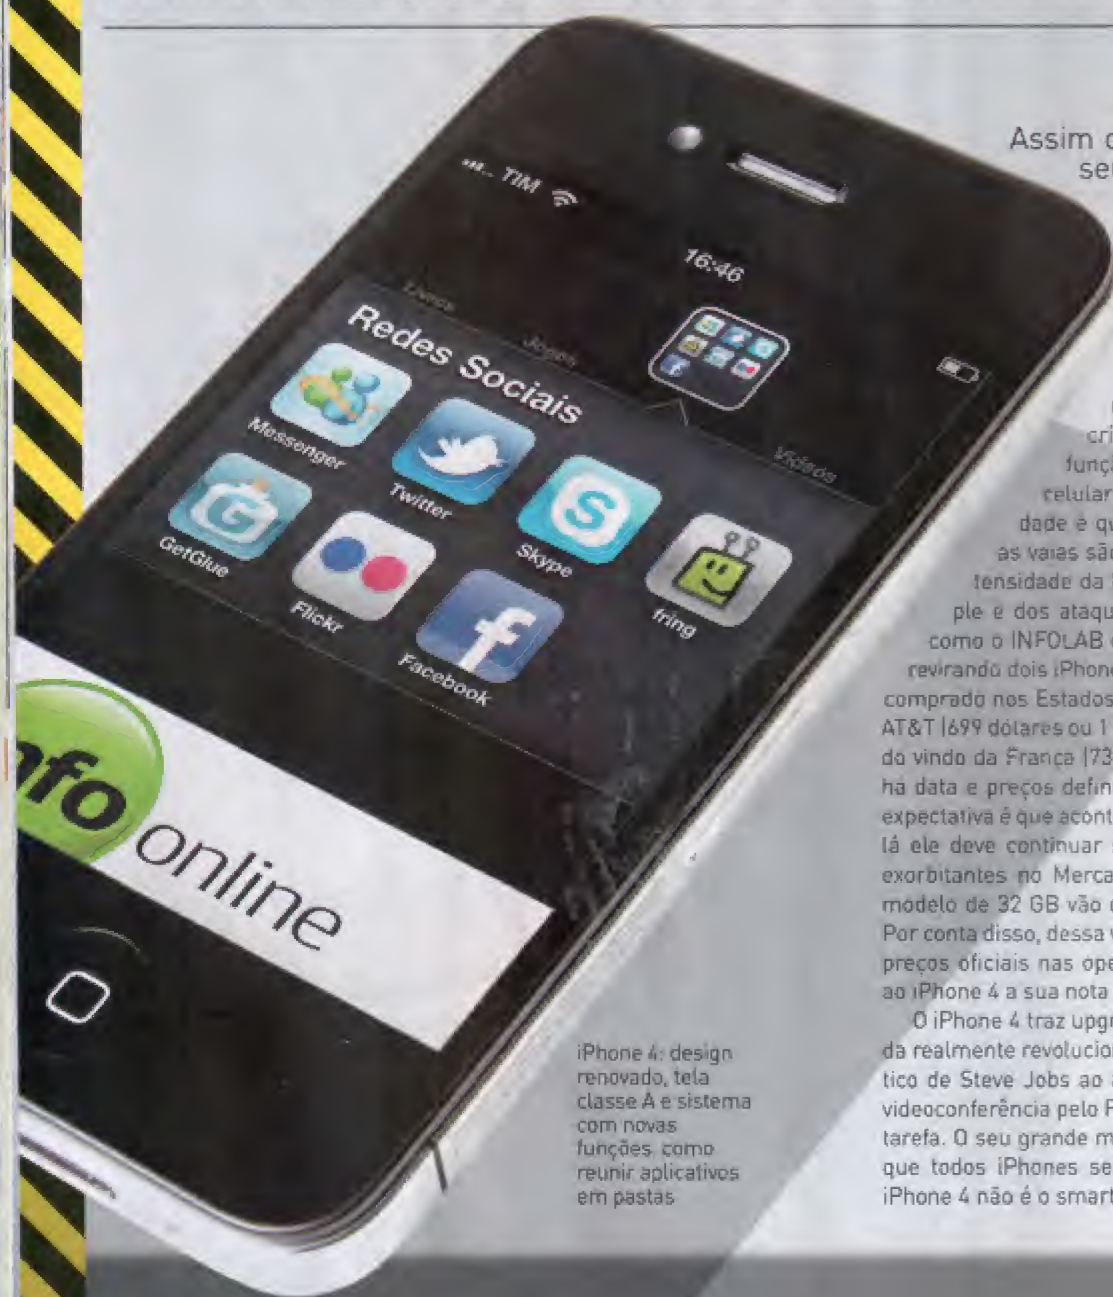 TIM
16:46
Livros
Jogos
Vídeos
Redes Sociais
Messenger
Twitter
Skype
fring
GetGlue
Flickr
Facebook
nfo online
iPhone 4: design
renovado, tela
classe A e sistema
com novas
funções, como
reunir aplicativos
em pastas
Assim
seu
cri
funçã
celular
dade é qu
as vaias são
tensidade da
ple e dos ataqu
como o INFOLAB
revirando dois iPhone
comprado nos Estados
AT&T (699 dólares ou 1
do vindo da França (73
há data e preços defin
expectativa é que acont
lá ele deve continuar
exorbitantes no Merca
modelo de 32 GB vão
Por conta disso, dessa v
preços oficiais nas ope
ao iPhone 4 a sua nota
O iPhone 4 traz upgr
da realmente revolucion
tico de Steve Jobs ao
videoconferência pelo F
tarefa. O seu grande m
que todos iPhones se
iPhone 4 não é o smart